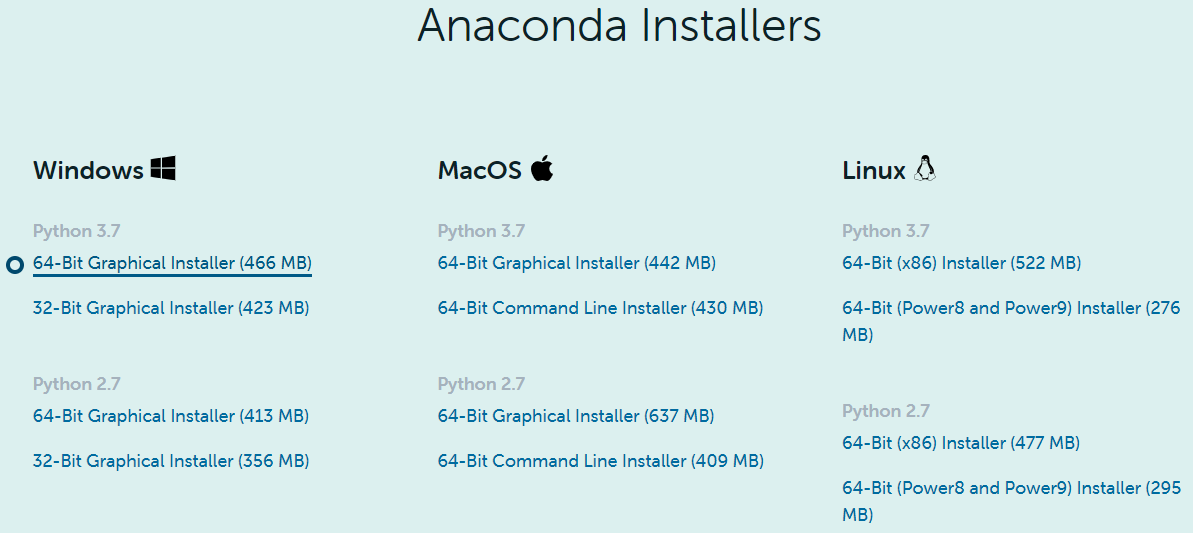 Anaconda Installers
Windows
Python 3.7
64-Bit Graphical Installer (466 MB)
32-Bit Graphical Installer (423 MB)
Python 2.7
64-Bit Graphical Installer (413 MB)
32-Bit Graphical Installer (356 MB)
MacOS
Python 3.7
64-Bit Graphical Installer (442 MB)
64-Bit Command Line Installer (430 MB)
Python 2.7
64-Bit Graphical Installer (637 MB)
64-Bit Command Line Installer (409 MB)
Linux
Python 3.7
64-Bit (x86) Installer (522 MB)
64-Bit (Power8 and Power9) Installer (276
MB)
Python 2.7
64-Bit (x86) Installer (477 MB)
64-Bit (Power8 and Power9) Installer (295
MB)